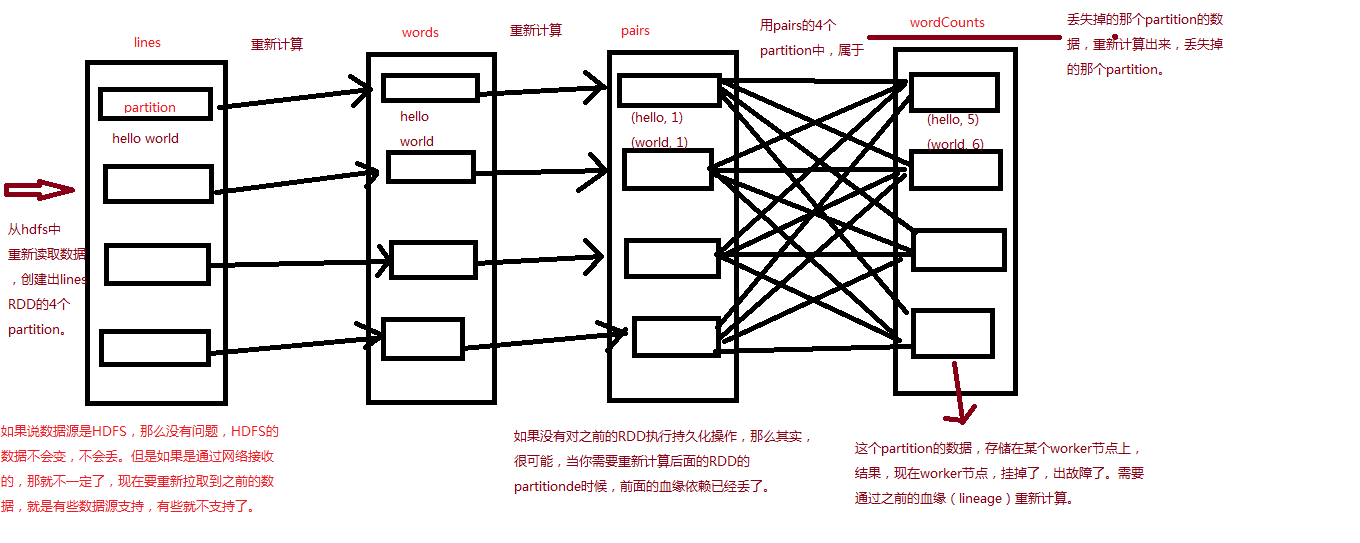 lines
重新计算
words
重新计算
pairs
用pairs的4个
partition中，属于
wordCounts
丢失掉的那个partition的数
据，重新计算出来，丢失掉
的那个partition。
partition
hello world
hello
world
(hello, 1)
(world, 1)
(hello, 5)
(world, 6)
从hdfs中
重新读取数据
，创建出lines
RDD的4个
partition。
如果说数据源是HDFS，那么没有问题，HDFS的
数据不会变，不会丢。但是如果是通过网络接收
的，那就不一定了，现在要重新拉取到之前的数
据，就是有些数据源支持，有些就不支持了。
如果没有对之前的RDD执行持久化操作，那么其实，
很可能，当你需要重新计算后面的RDD的
partitionde时候，前面的血缘依赖已经丢了。
这个partition的数据，存储在某个worker节点上，
结果，现在worker节点，挂掉了，出故障了。需要
通过之前的血缘（lineage）重新计算。